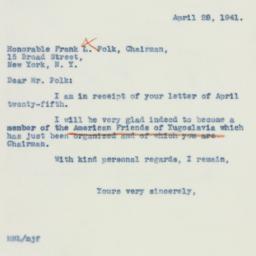 April 28, 1941.
Honorable Frank L. Polk, Chairman,
15 Broad Street,
New York, N. Y.
Dear Mr. Polk:
I am in receipt of your letter of April
twenty-fifth.
I will be very glad indeed to become a
member of the American Friends of Yugoslavia which
has just been organized and of which you are
Chairman.
With kind personal regards, I remain,
Yours very sincerely,